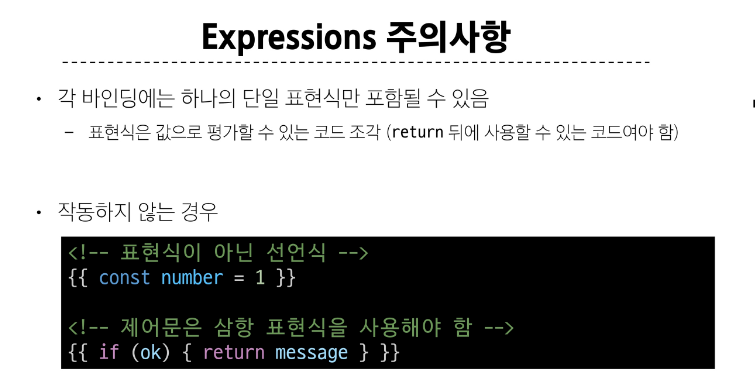 Expressions 주의사항
• 각 바인딩에는 하나의 단일 표현식만 포함될 수 있음
– 표현식은 값으로 평가할 수 있는 코드 조각 (return 뒤에 사용할 수 있는 코드여야 함)
• 작동하지 않는 경우
<!-- 표현식이 아닌 선언식 -->
{{ const number = 1 }}
<!-- 제어문은 삼항 표현식을 사용해야 함 -->
{{ if (ok) { return message } }}